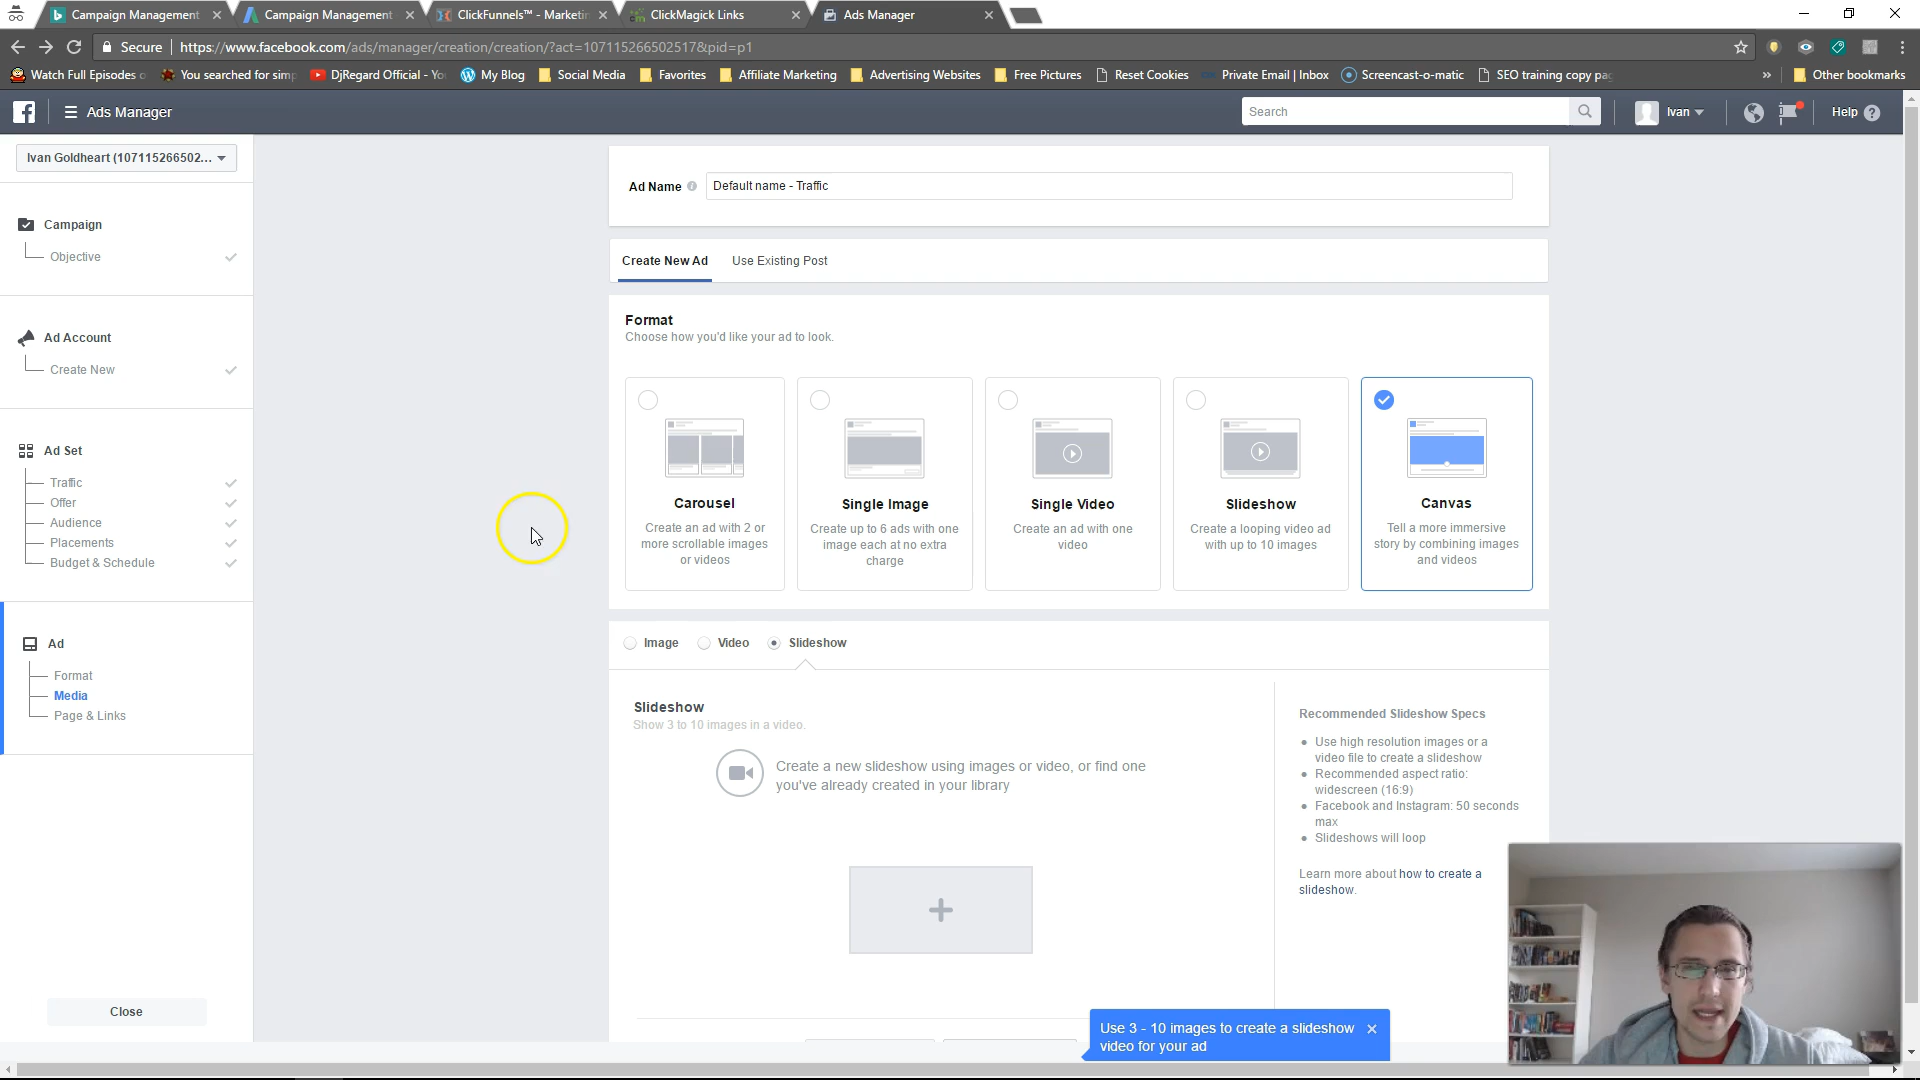 Campaign Management
Campaign Management
ClickFunnels™ - Marketin
ClickMagick Links
Ads Manager
Secure
https://www.facebook.com/ads/manager/creation/creation/?act=107115266502517&pid=p1
Watch Full Episodes o
You searched for simp
DjRegard Official - Yo
My Blog
Social Media
Favorites
Affiliate Marketing
Advertising Websites
Free Pictures
Reset Cookies
Private Email | Inbox
Screencast-o-matic
SEO training copy pag
»
Other bookmarks
Ads Manager
Search
Ivan
Help
Ivan Goldheart (107115266502...
Campaign
Objective
Ad Account
Create New
Ad Set
Traffic
Offer
Audience
Placements
Budget & Schedule
Ad
Format
Media
Page & Links
Close
Ad Name
Default name - Traffic
Create New Ad
Use Existing Post
Format
Choose how you'd like your ad to look.
Carousel
Create an ad with 2 or
more scrollable images
or videos
Single Image
Create up to 6 ads with one
image each at no extra
charge
Single Video
Create an ad with one
video
Slideshow
Create a looping video ad
with up to 10 images
Canvas
Tell a more immersive
story by combining images
and videos
Image
Video
Slideshow
Slideshow
Show 3 to 10 images in a video.
Create a new slideshow using images or video, or find one
you've already created in your library
Recommended Slideshow Specs
• Use high resolution images or a
video file to create a slideshow
• Recommended aspect ratio:
widescreen (16:9)
• Facebook and Instagram: 50 seconds
max
• Slideshows will loop
Learn more about how to create a
slideshow.
Use 3 - 10 images to create a slideshow
video for your ad